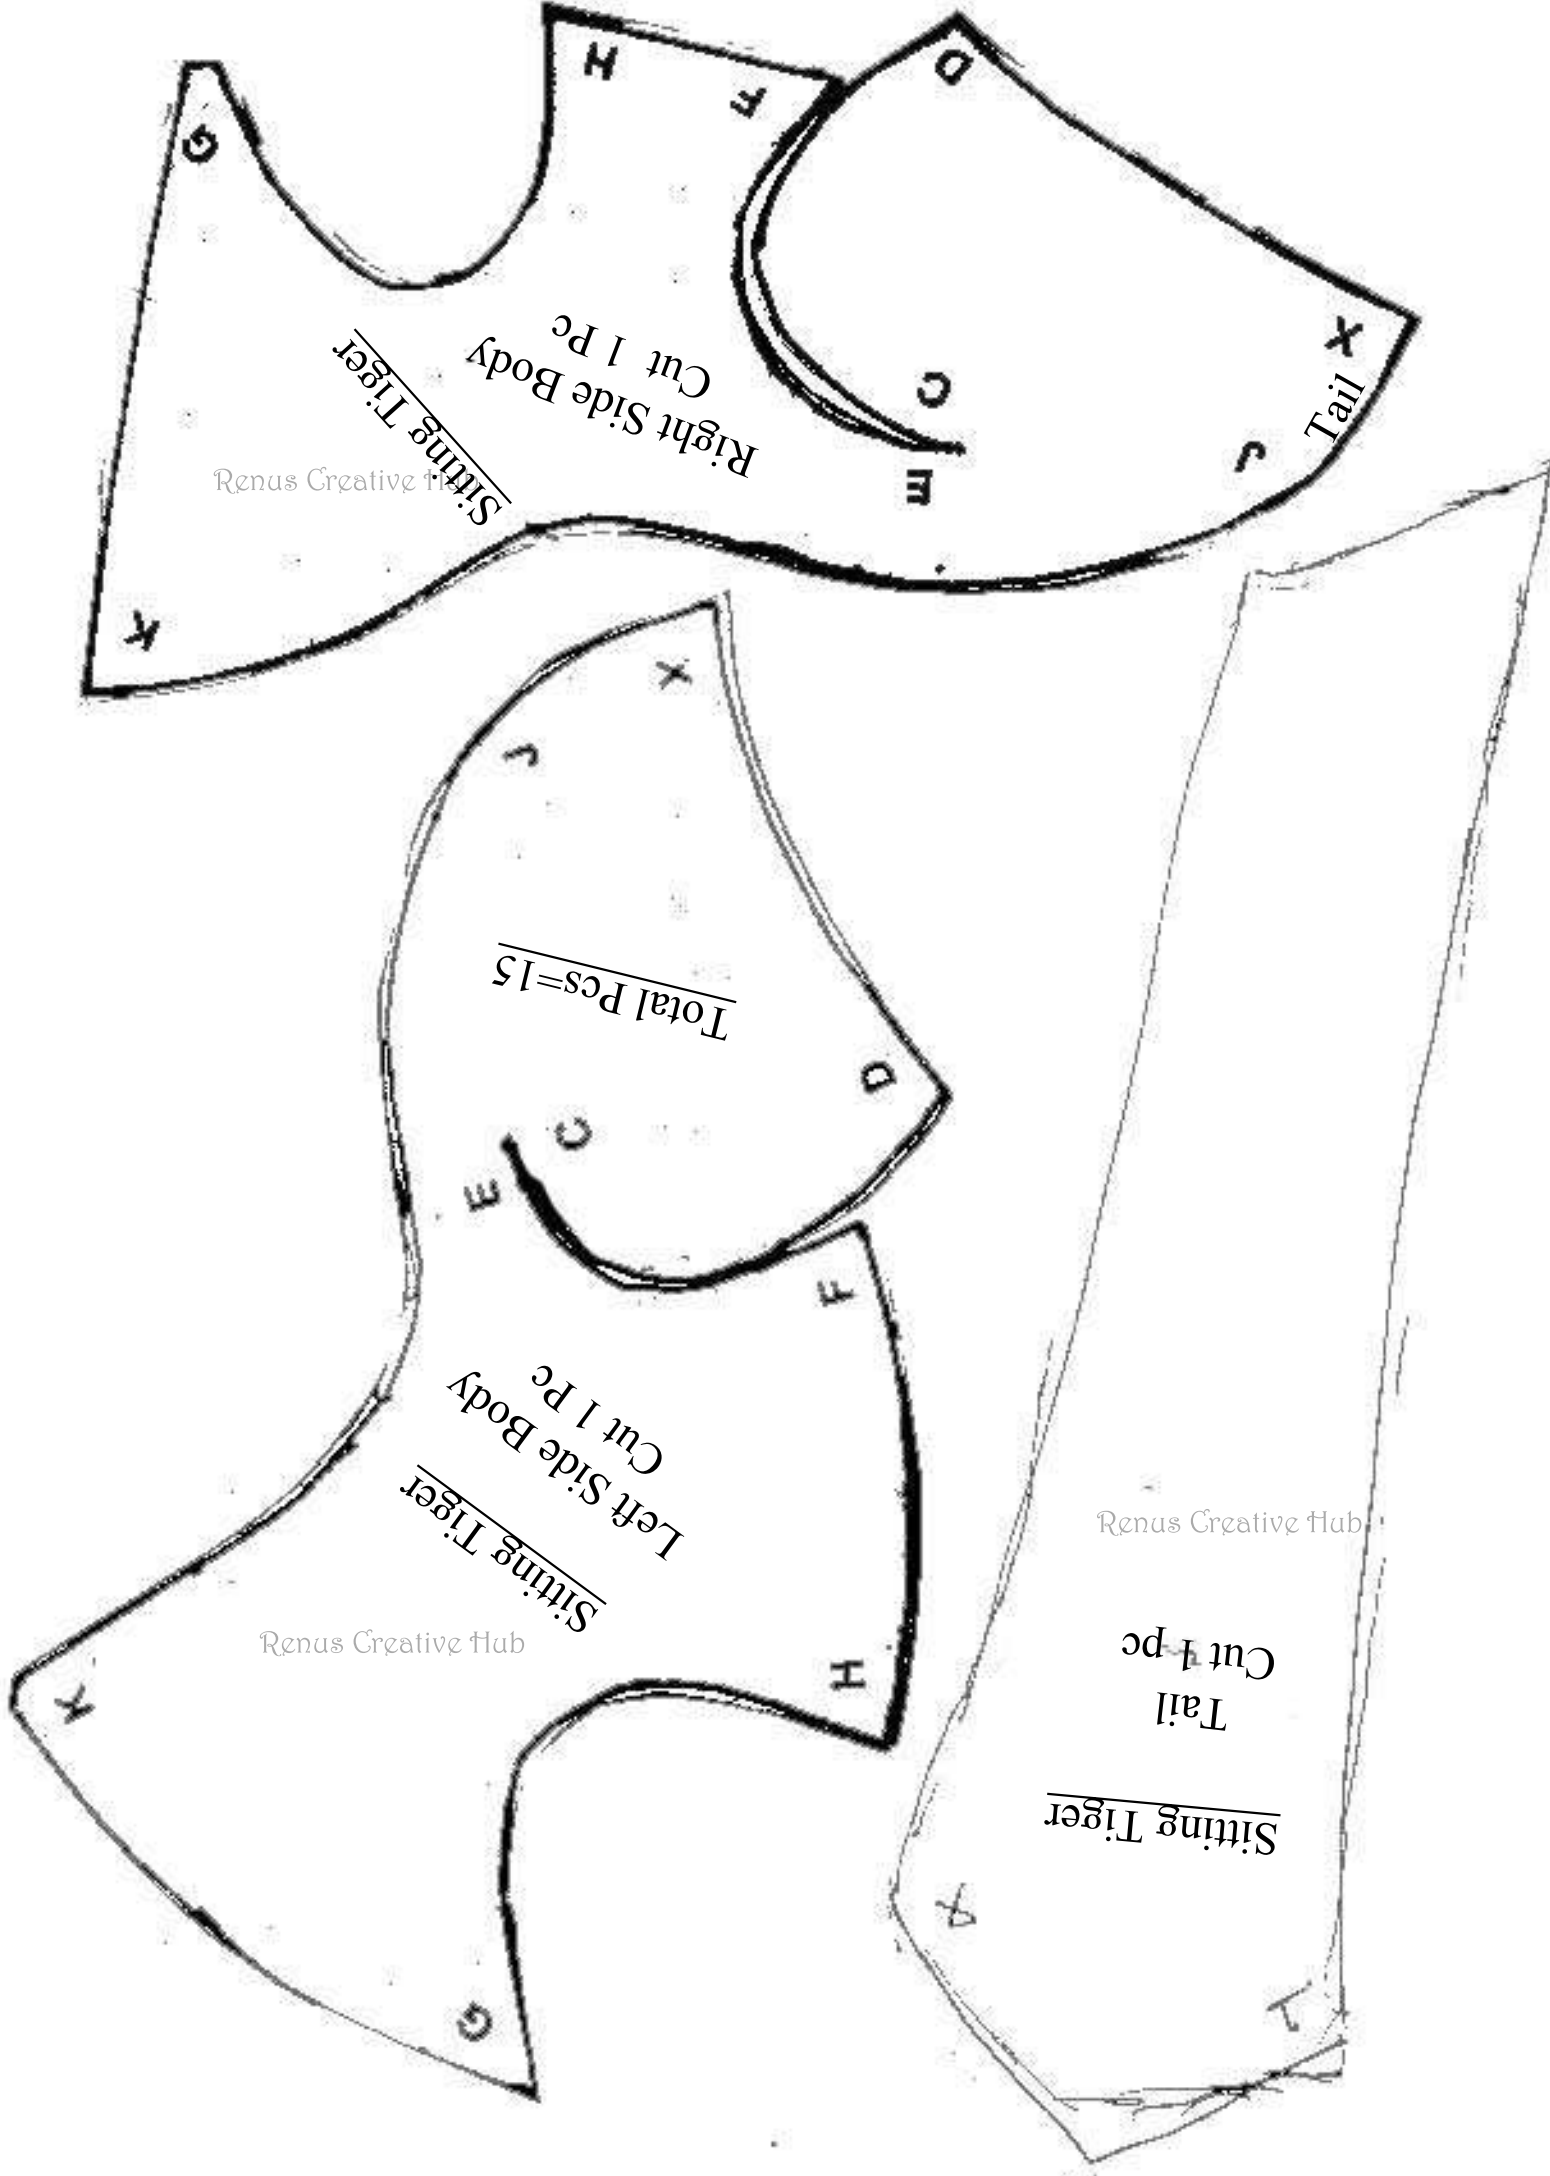 H
F
D
G
X
Tail
J
C
E
Sitting Tiger
Right Side Body
Cut 1 Pc
Renus Creative Hub
K
X
J
Total Pcs=15
D
C
E
F
Sitting Tiger
Left Side Body
Cut 1 Pc
Renus Creative Hub
H
K
G
Renus Creative Hub
Sitting Tiger
Tail
Cut 1 pc
X
J